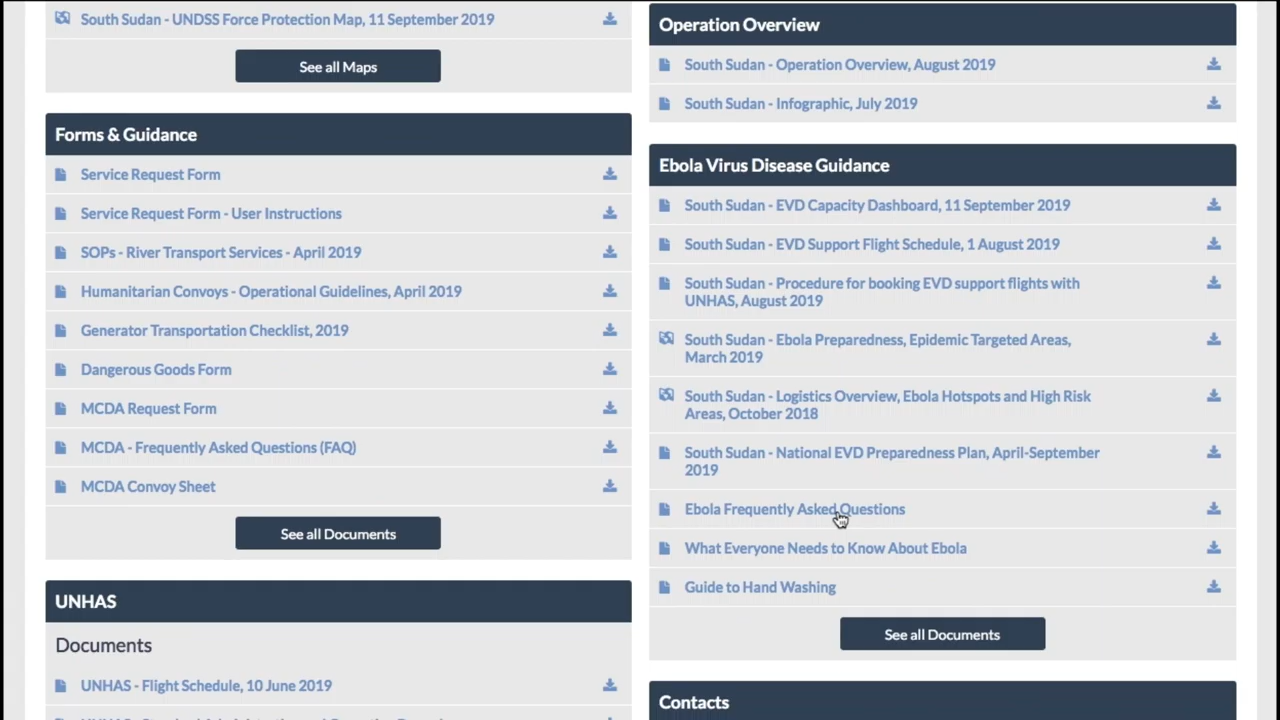 South Sudan - UNDSS Force Protection Map, 11 September 2019
See all Maps
Forms & Guidance
Service Request Form
Service Request Form - User Instructions
SOPs - River Transport Services - April 2019
Humanitarian Convoys - Operational Guidelines, April 2019
Generator Transportation Checklist, 2019
Dangerous Goods Form
MCDA Request Form
MCDA - Frequently Asked Questions (FAQ)
MCDA Convoy Sheet
See all Documents
UNHAS
Documents
UNHAS - Flight Schedule, 10 June 2019
Operation Overview
South Sudan - Operation Overview, August 2019
South Sudan - Infographic, July 2019
Ebola Virus Disease Guidance
South Sudan - EVD Capacity Dashboard, 11 September 2019
South Sudan - EVD Support Flight Schedule, 1 August 2019
South Sudan - Procedure for booking EVD support flights with
UNHAS, August 2019
South Sudan - Ebola Preparedness, Epidemic Targeted Areas,
March 2019
South Sudan - Logistics Overview, Ebola Hotspots and High Risk
Areas, October 2018
South Sudan - National EVD Preparedness Plan, April-September
2019
Ebola Frequently Asked Questions
What Everyone Needs to Know About Ebola
Guide to Hand Washing
See all Documents
Contacts